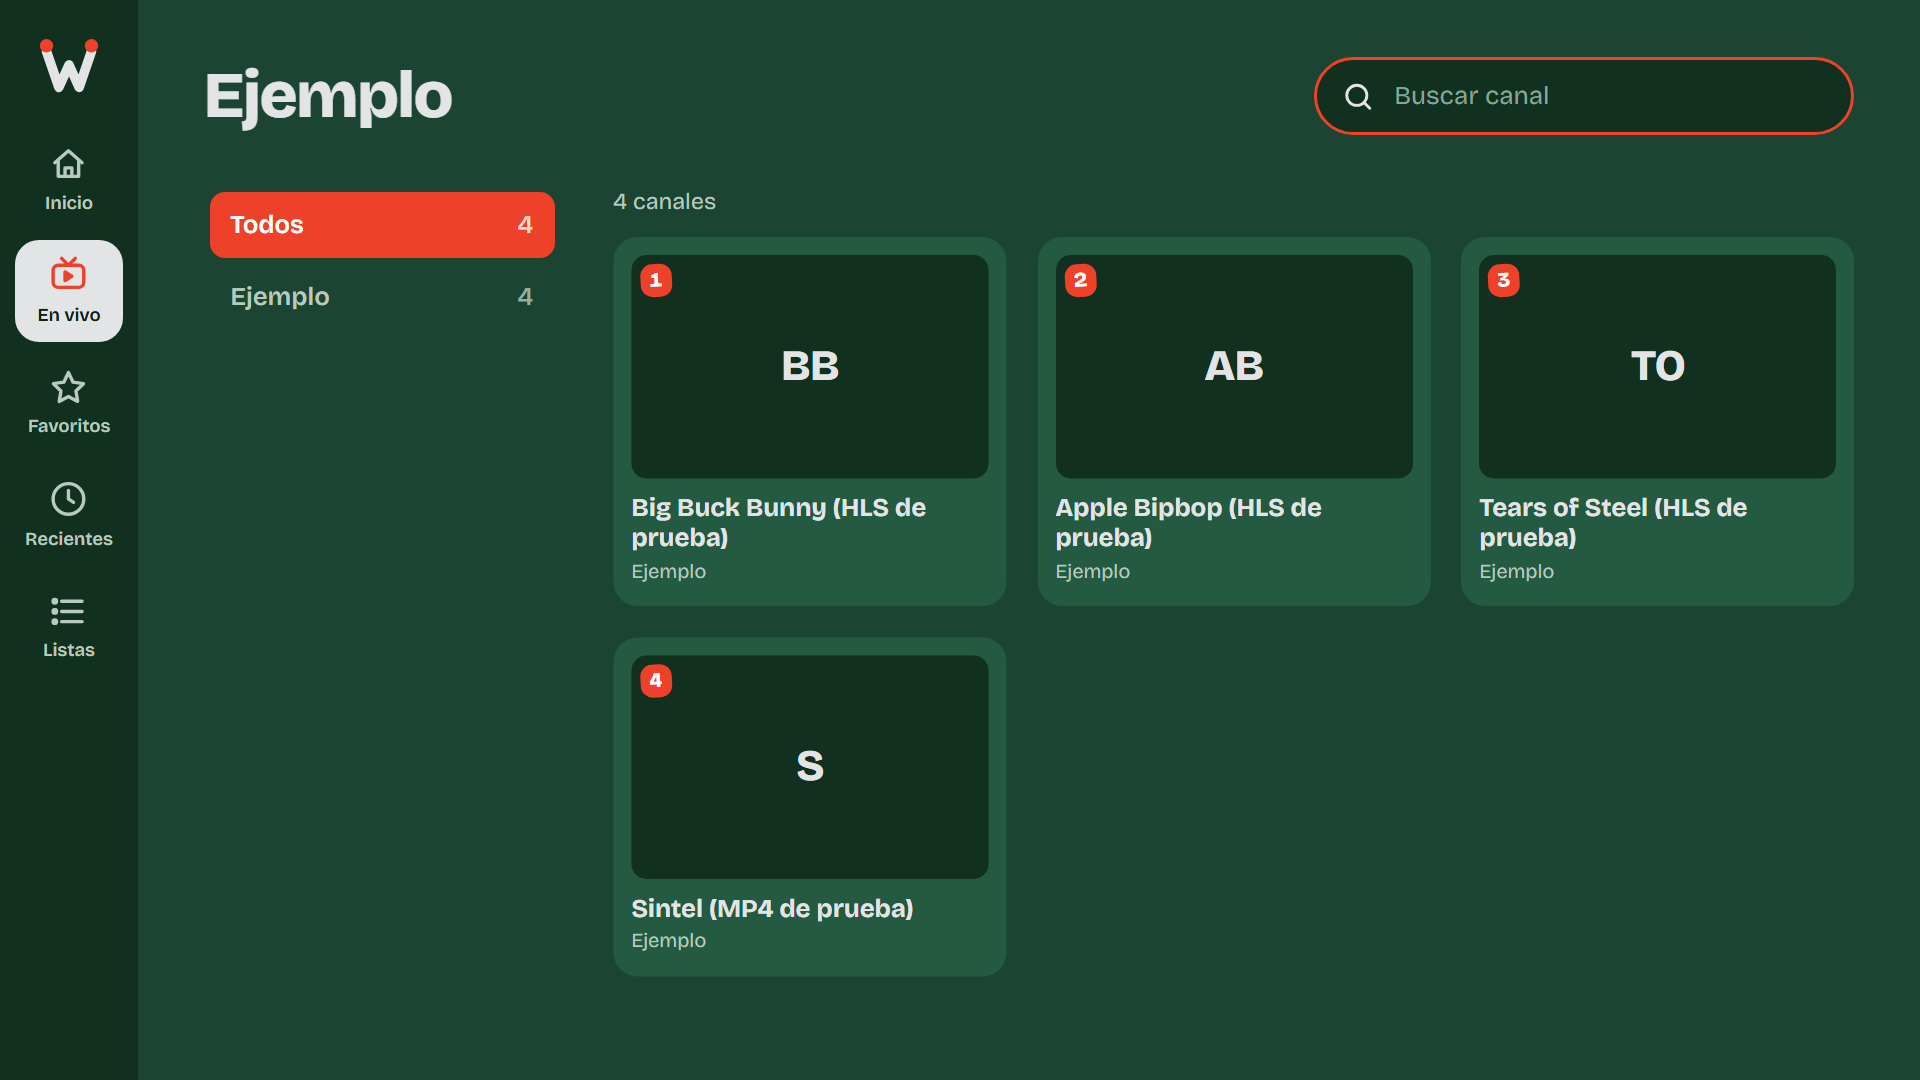 W
Inicio
En vivo
Favoritos
Recientes
Listas
Ejemplo
Buscar canal
Todos 4
Ejemplo 4
4 canales
1
BB
Big Buck Bunny (HLS de
prueba)
Ejemplo
2
AB
Apple Bipbop (HLS de
prueba)
Ejemplo
3
TO
Tears of Steel (HLS de
prueba)
Ejemplo
4
S
Sintel (MP4 de prueba)
Ejemplo